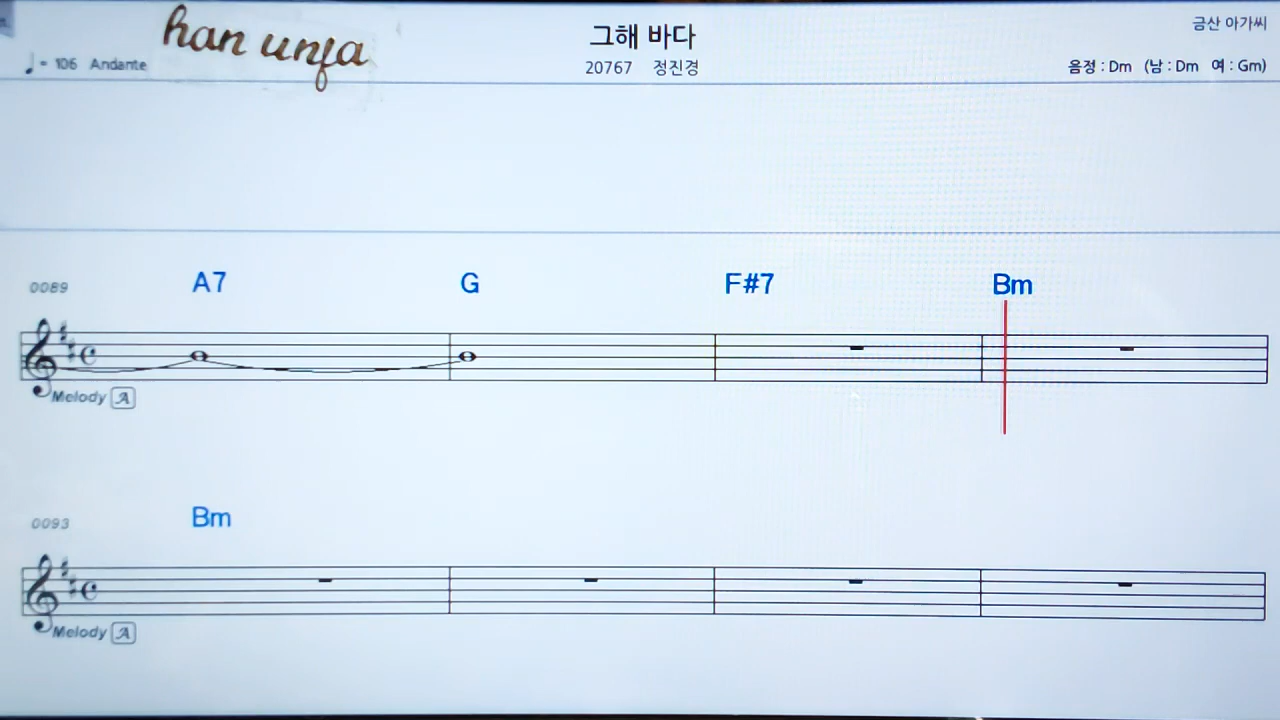 han unfa
그해 바다
금산 아가씨
♩ = 106 Andante
20767 정진경
음정 : Dm (남 : Dm 여 : Gm)
0089 A7 G F#7 Bm
Melody A
0093 Bm
Melody A